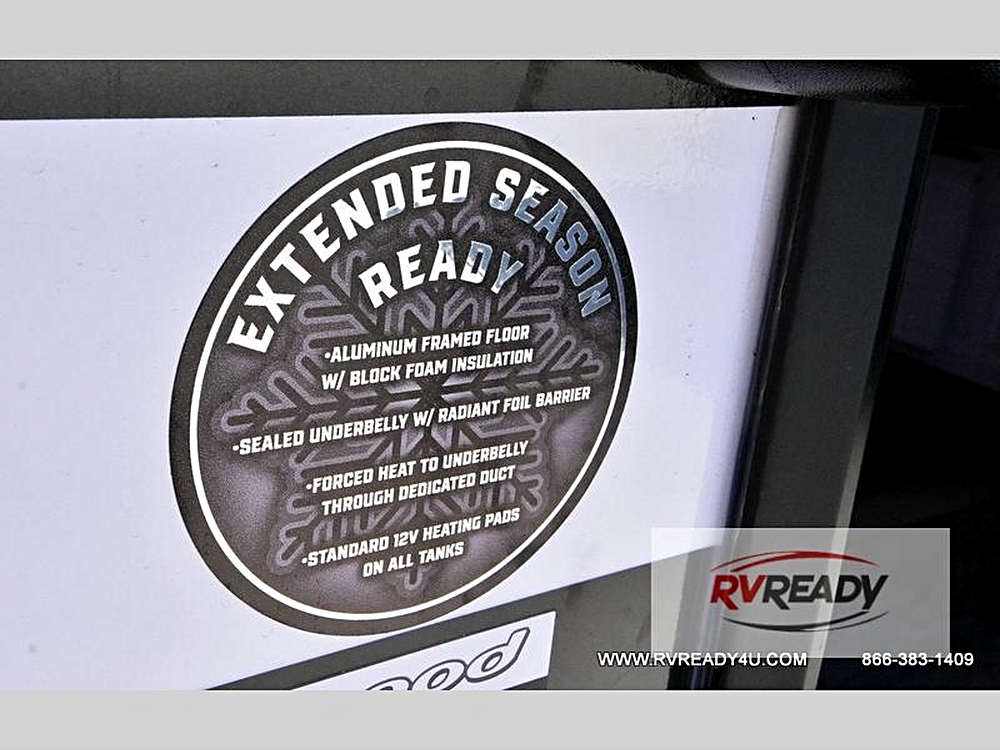 EXTENDED SEASON
READY
•ALUMINUM FRAMED FLOOR
W/ BLOCK FOAM INSULATION
•SEALED UNDERBELLY W/ RADIANT FOIL BARRIER
•FORCED HEAT TO UNDERBELLY
THROUGH DEDICATED DUCT
•STANDARD 12V HEATING PADS
ON ALL TANKS
RVREADY
WWW.RVREADY4U.COM 866-383-1409